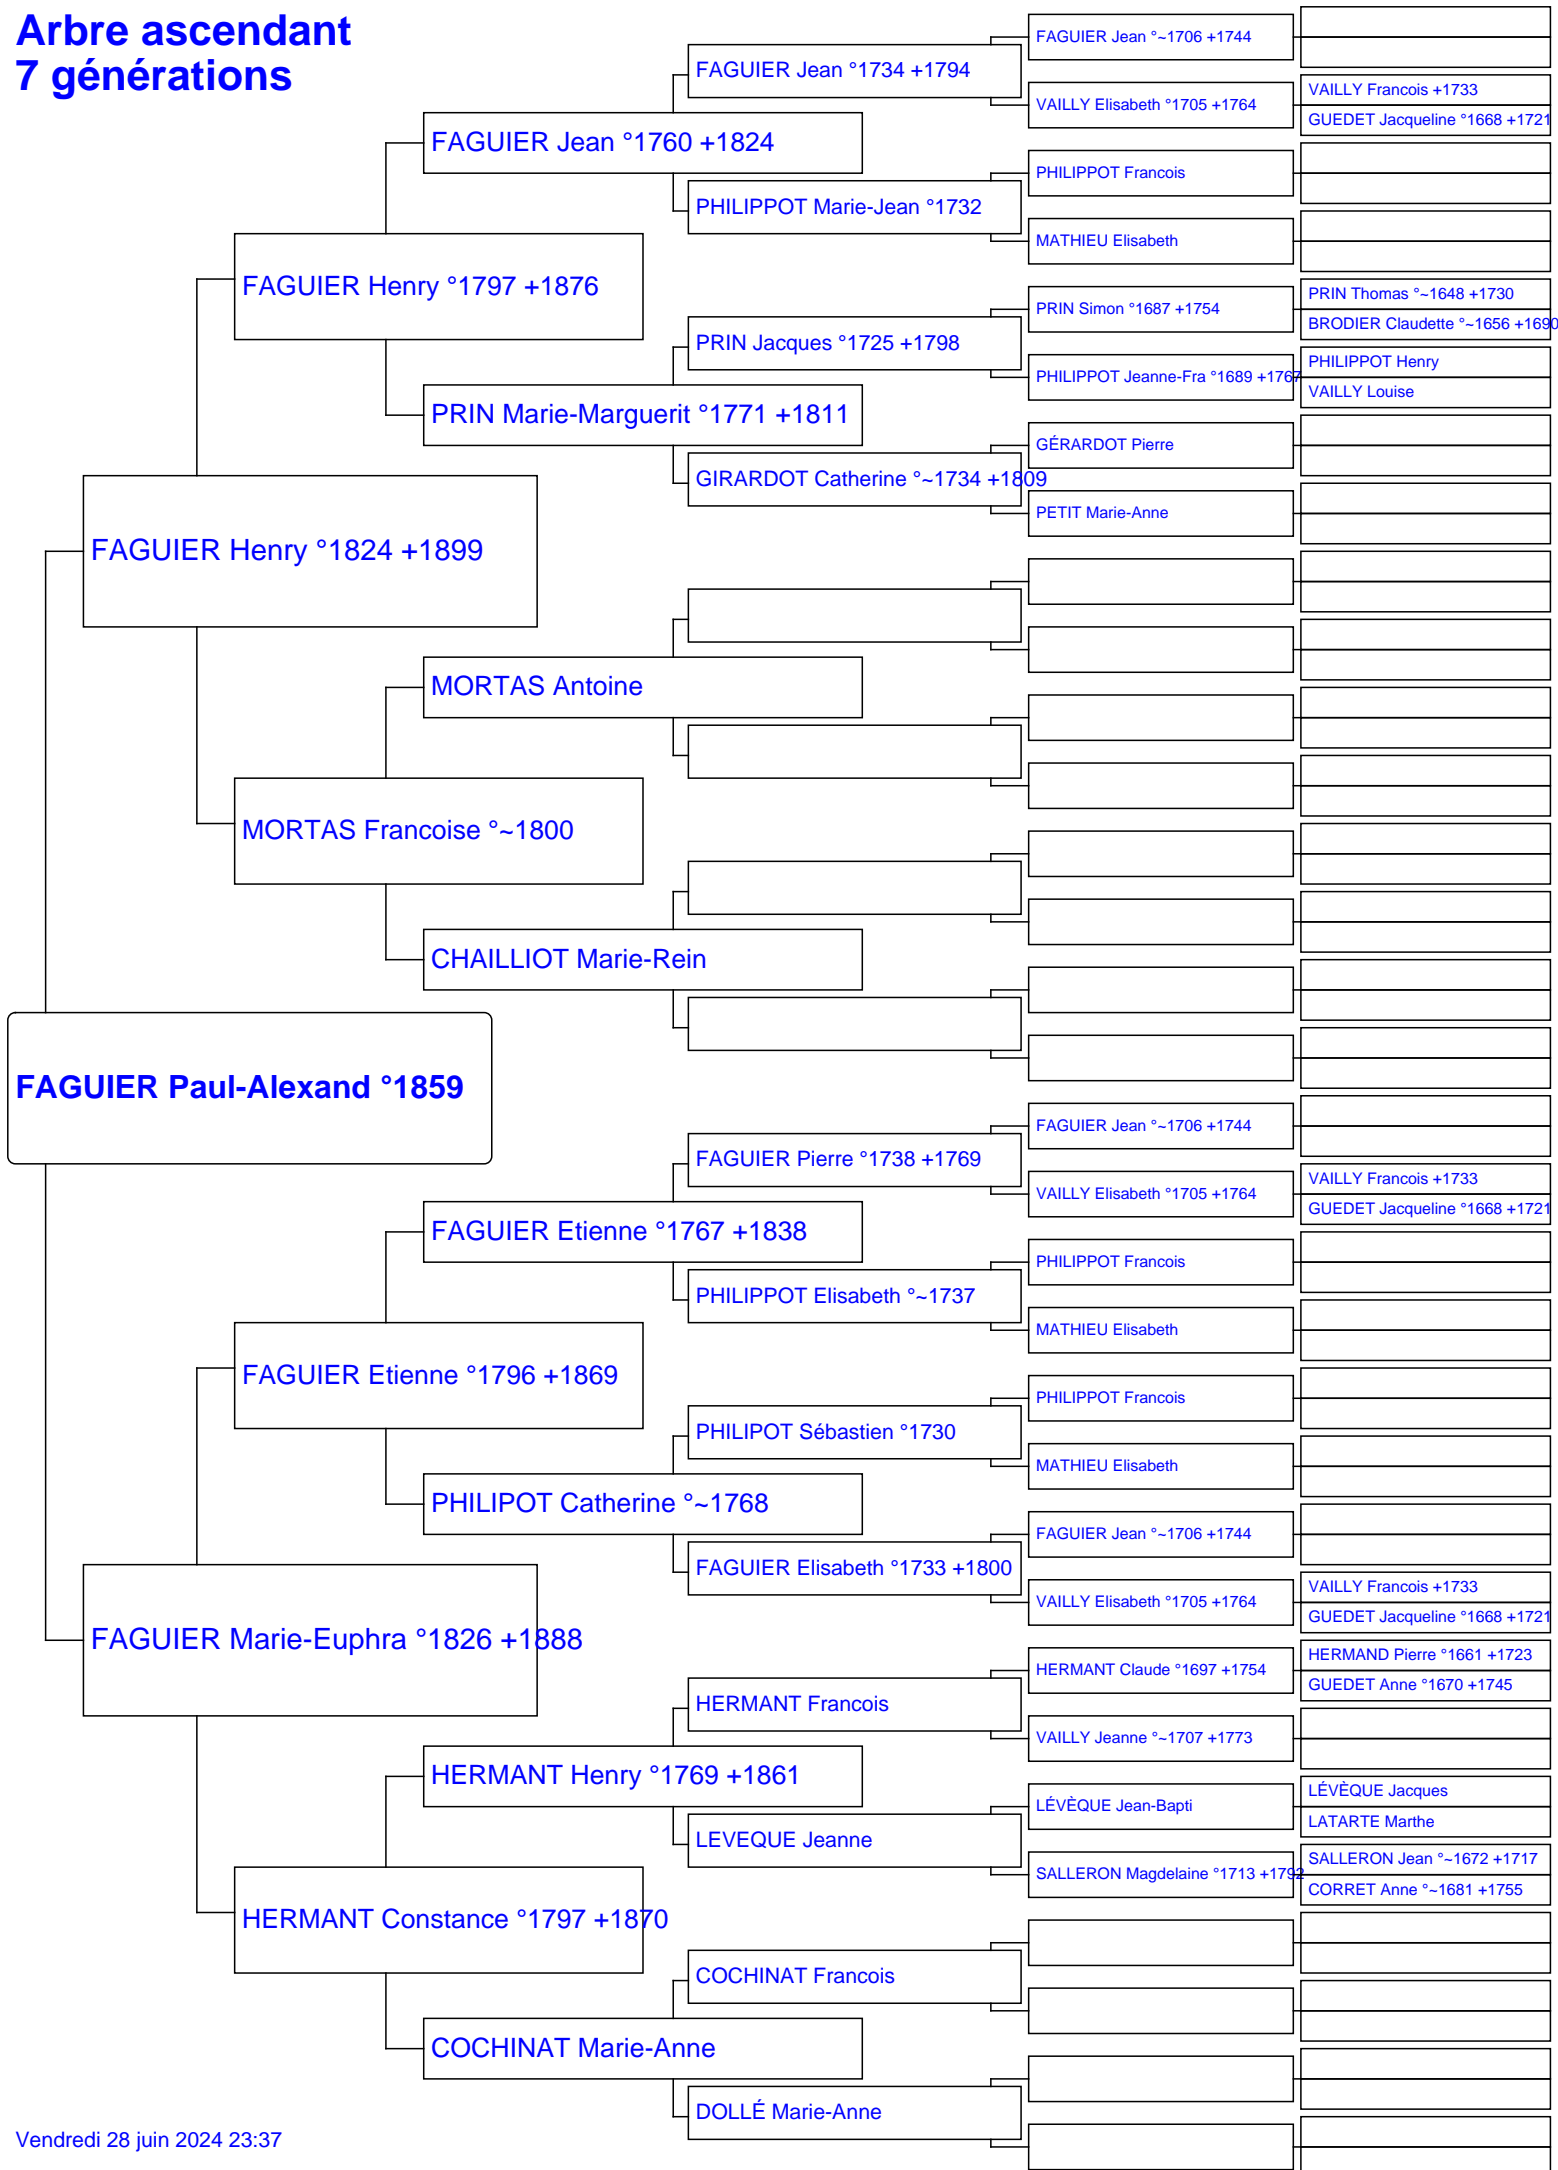 Arbre ascendant
7 générations
FAGUIER Jean °~1706 +1744
FAGUIER Jean °1734 +1794
VAILLY Francois +1733
VAILLY Elisabeth °1705 +1764
GUEDET Jacqueline °1668 +1721
FAGUIER Jean °1760 +1824
PHILIPPOT Francois
PHILIPPOT Marie-Jean °1732
MATHIEU Elisabeth
FAGUIER Henry °1797 +1876
PRIN Thomas °~1648 +1730
PRIN Simon °1687 +1754
BRODIER Claudette °~1656 +1690
PRIN Jacques °1725 +1798
PHILIPPOT Henry
PHILIPPOT Jeanne-Fra °1689 +1767
VAILLY Louise
PRIN Marie-Marguerit °1771 +1811
GÉRARDOT Pierre
GIRARDOT Catherine °~1734 +1809
PETIT Marie-Anne
FAGUIER Henry °1824 +1899
MORTAS Antoine
MORTAS Francoise °~1800
CHAILLIOT Marie-Rein
FAGUIER Paul-Alexand °1859
FAGUIER Jean °~1706 +1744
FAGUIER Pierre °1738 +1769
VAILLY Francois +1733
VAILLY Elisabeth °1705 +1764
GUEDET Jacqueline °1668 +1721
FAGUIER Etienne °1767 +1838
PHILIPPOT Francois
PHILIPPOT Elisabeth °~1737
MATHIEU Elisabeth
FAGUIER Etienne °1796 +1869
PHILIPPOT Francois
PHILIPOT Sébastien °1730
MATHIEU Elisabeth
PHILIPOT Catherine °~1768
FAGUIER Jean °~1706 +1744
FAGUIER Elisabeth °1733 +1800
VAILLY Francois +1733
VAILLY Elisabeth °1705 +1764
GUEDET Jacqueline °1668 +1721
FAGUIER Marie-Euphra °1826 +1888
HERMAND Pierre °1661 +1723
HERMANT Claude °1697 +1754
GUEDET Anne °1670 +1745
HERMANT Francois
VAILLY Jeanne °~1707 +1773
HERMANT Henry °1769 +1861
LÉVÈQUE Jacques
LÉVÈQUE Jean-Bapti
LATARTE Marthe
LEVEQUE Jeanne
SALLERON Jean °~1672 +1717
SALLERON Magdelaine °1713 +1792
CORRET Anne °~1681 +1755
HERMANT Constance °1797 +1870
COCHINAT Francois
COCHINAT Marie-Anne
DOLLÉ Marie-Anne
Vendredi 28 juin 2024 23:37